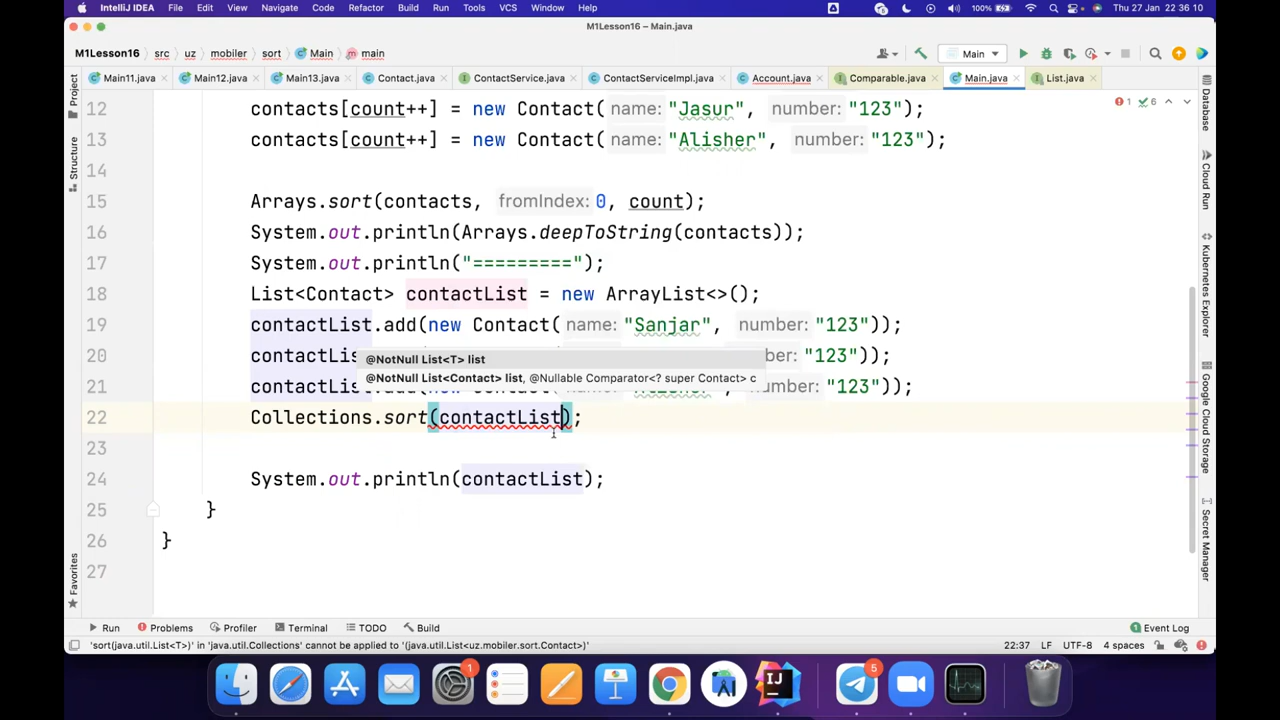 IntelliJ IDEA File Edit View Navigate Code Refactor Build Run Tools VCS Window Help 100% Thu 27 Jan 22 36 10
M1Lesson16 – Main.java
M1Lesson16 src uz mobiler sort Main main Main
Main11.java Main12.java Main13.java Contact.java ContactService.java ContactServiceImpl.java Account.java Comparable.java Main.java List.java
Project
Structure
Favorites
Database
Cloud Run
Kubernetes Explorer
Google Cloud Storage
Secret Manager
1 6
12 contacts[count++] = new Contact( name: "Jasur", number: "123");
13 contacts[count++] = new Contact( name: "Alisher", number: "123");
14
15 Arrays.sort(contacts, fromIndex: 0, count);
16 System.out.println(Arrays.deepToString(contacts));
17 System.out.println("=========");
18 List<Contact> contactList = new ArrayList<>();
19 contactList.add(new Contact( name: "Sanjar", number: "123"));
20 contactLis ber: "123"));
@NotNull List<T> list
@NotNull List<Contact> list, @Nullable Comparator<? super Contact> c
21 "123"));
22 Collections.sort(contactList);
23
24 System.out.println(contactList);
25 }
26 }
27
Run Problems Profiler Terminal TODO Build Event Log
'sort(java.util.List<T>)' in 'java.util.Collections' cannot be applied to '(java.util.List<uz.mobiler.sort.Contact>)' 22:37 LF UTF-8 4 spaces
1 5